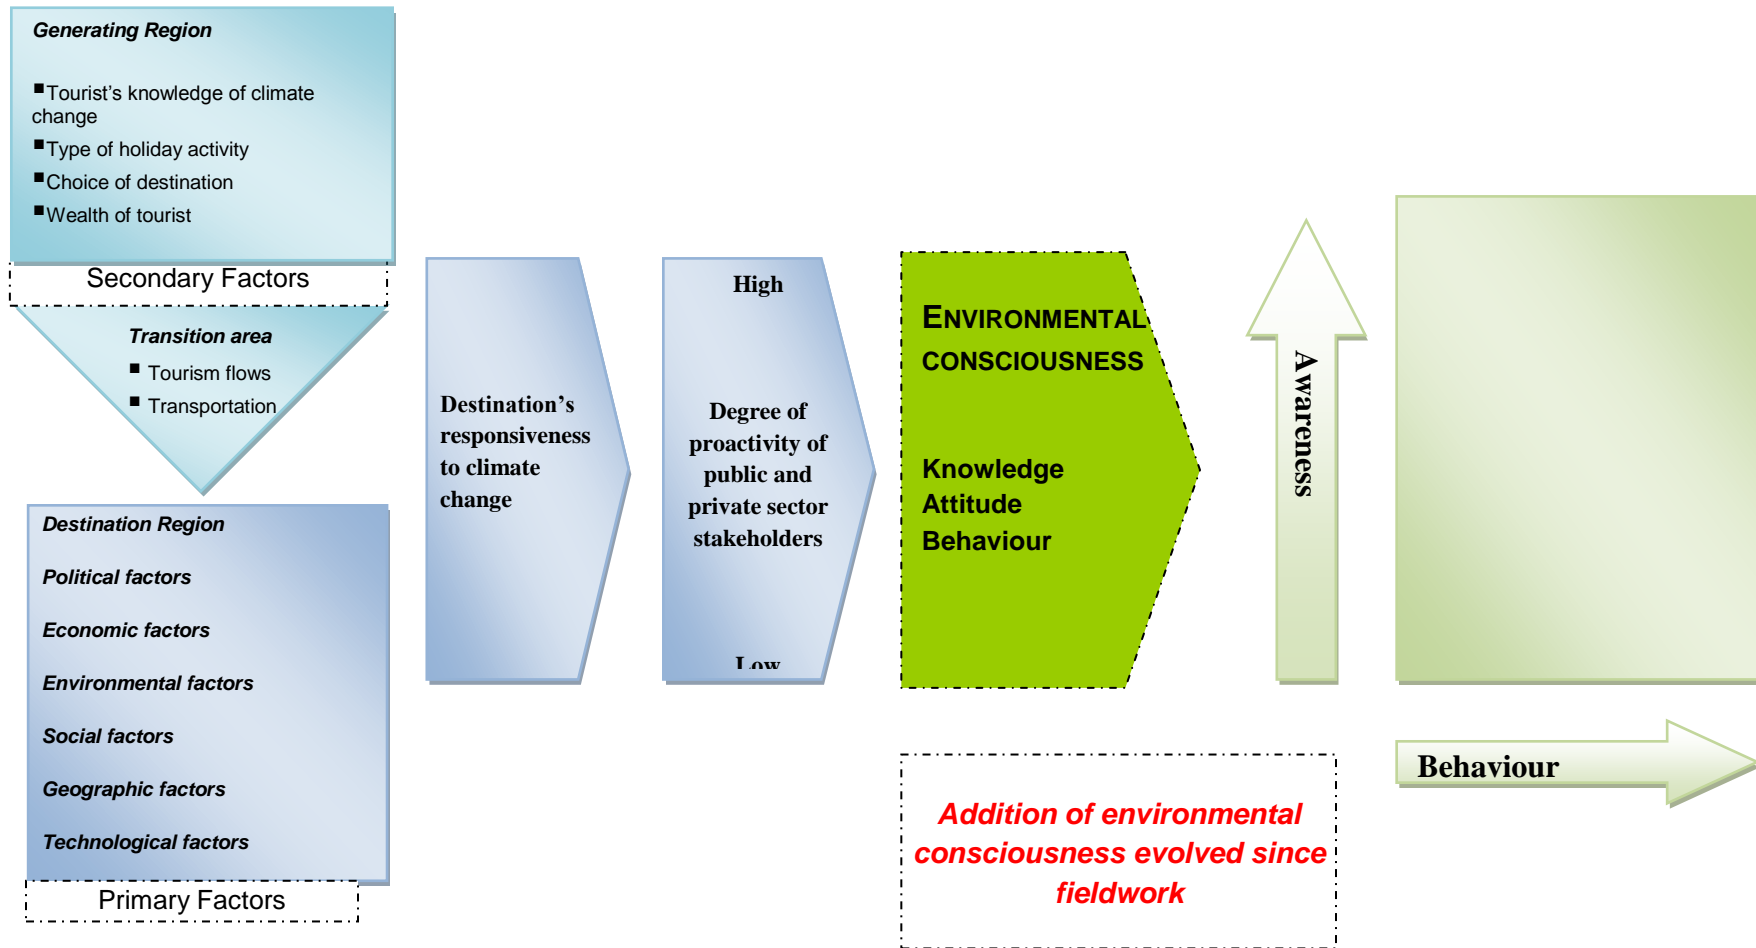 Generating Region
▪Tourist's knowledge of climate
change
▪Type of holiday activity
▪Choice of destination
▪Wealth of tourist
Secondary Factors
Transition area
▪ Tourism flows
▪ Transportation
Destination Region
Political factors
Economic factors
Environmental factors
Social factors
Geographic factors
Technological factors
Primary Factors
Destination’s
responsiveness
to climate
change
High
Degree of
proactivity of
public and
private sector
stakeholders
Low
ENVIRONMENTAL
CONSCIOUSNESS
Knowledge
Attitude
Behaviour
Addition of environmental
consciousness evolved since
fieldwork
Awareness
Behaviour